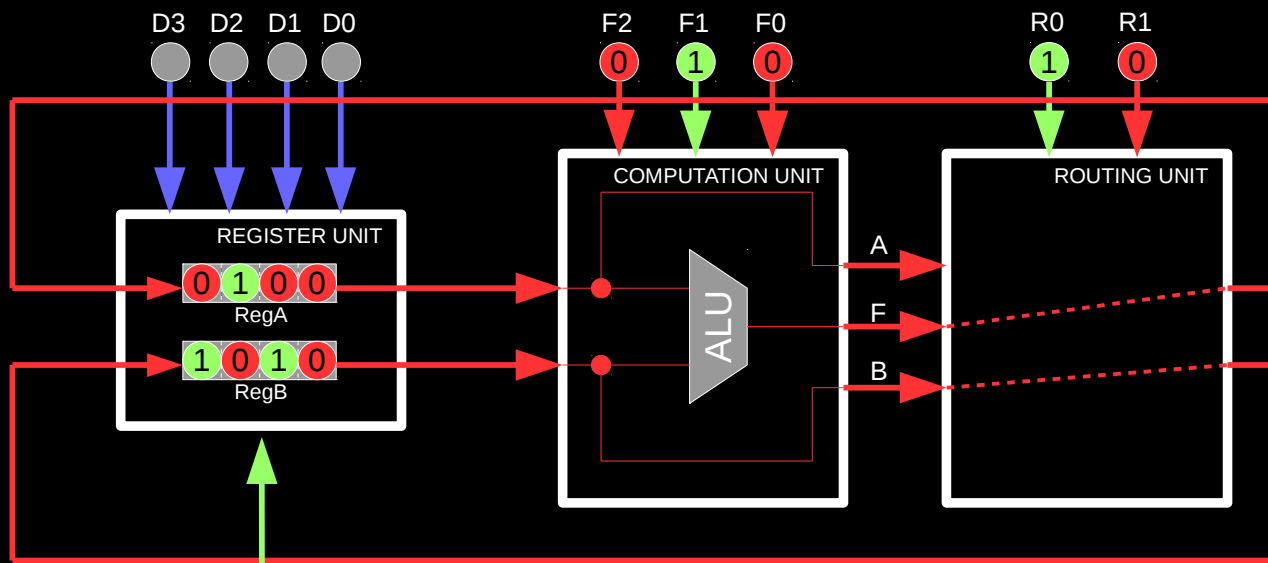 D3 D2 D1 D0 F2 F1 F0 R0 R1
0 1 0 1 0
COMPUTATION UNIT ROUTING UNIT
REGISTER UNIT
A
0 1 0 0
RegA
F
ALU
1 0 1 0
B
RegB